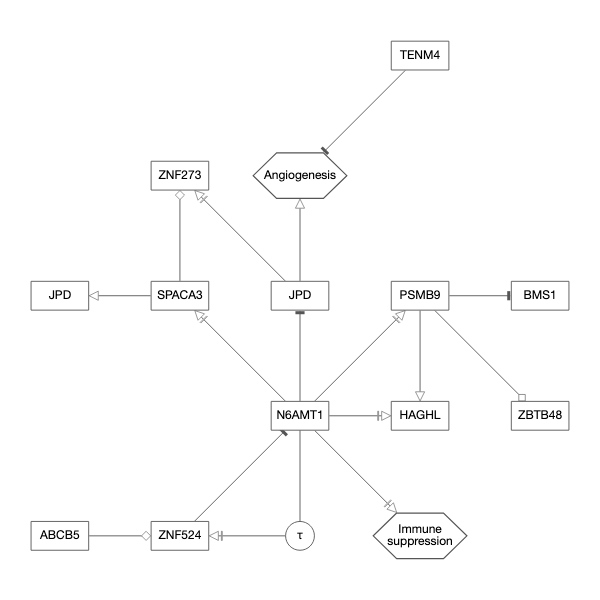 TENM4
ZNF273
Angiogenesis
JPD
SPACA3
JPD
PSMB9
BMS1
N6AMT1
HAGHL
ZBTB48
ABCB5
ZNF524
τ
Immune
suppression